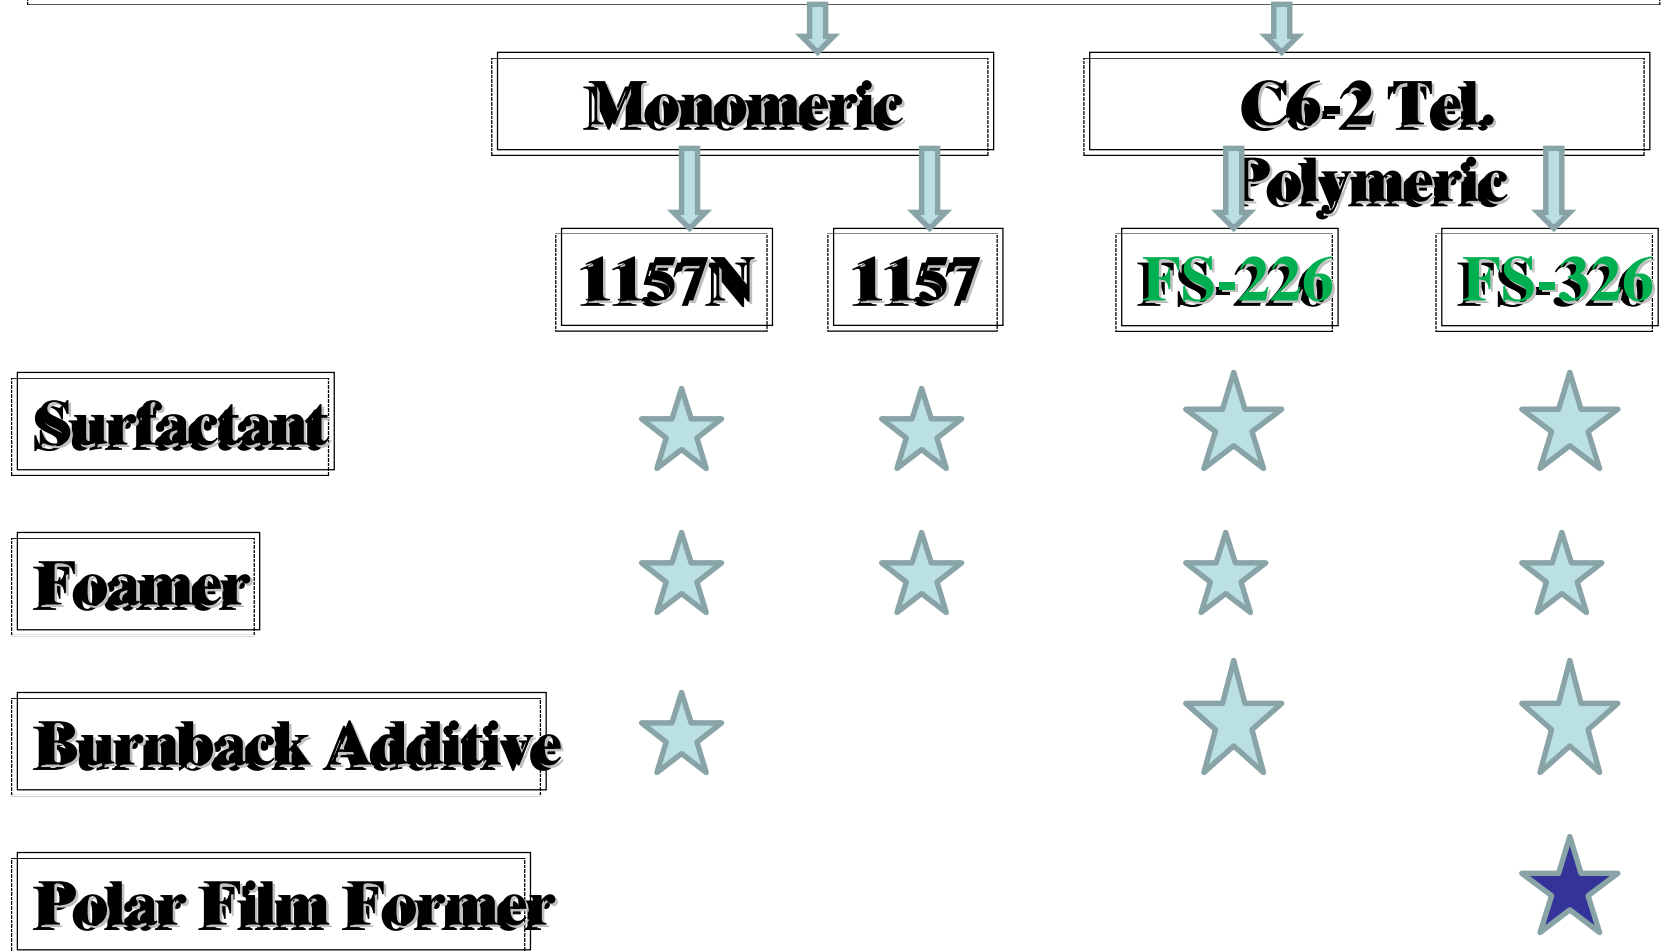 Monomeric
C6-2 Tel.
Polymeric
1157N
1157
FS-226
FS-326
Surfactant
Foamer
Burnback Additive
Polar Film Former